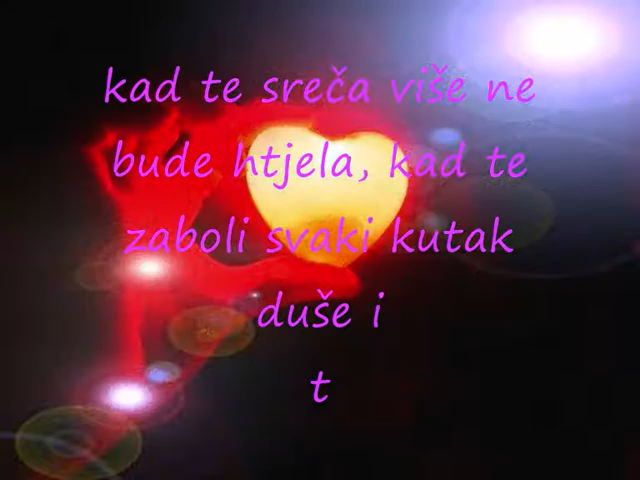 kad te sreča više ne
bude htjela, kad te
zaboli svaki kutak
duše i
t